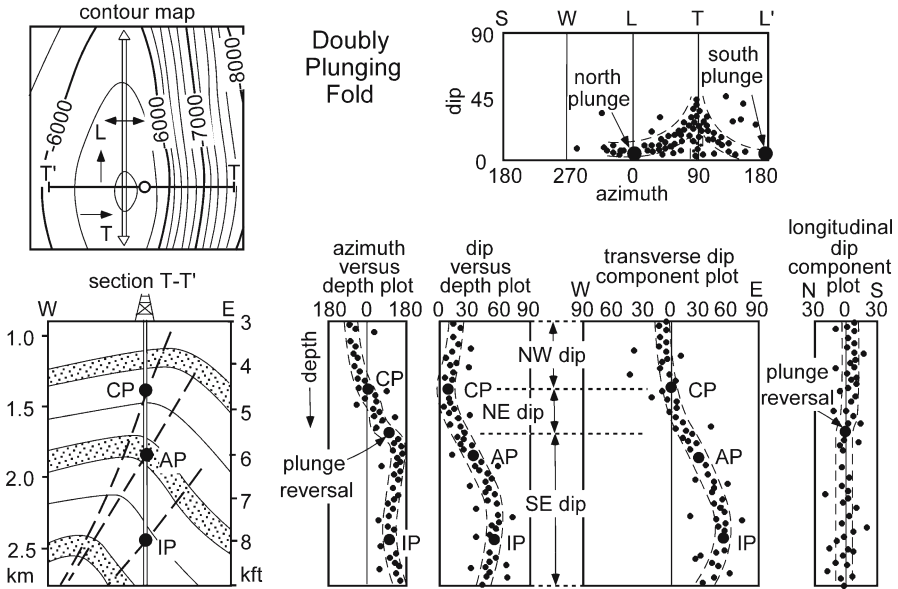 contour map
-6000
-6000
-7000
-8000
L
T'
T
T
Doubly
Plunging
Fold
S W L T L'
90
45
0
dip
north
plunge
south
plunge
180 270 0 90 180
azimuth
section T-T'
W E
1.0
1.5
2.0
2.5
km
3
4
5
6
7
8
kft
CP
AP
IP
azimuth
versus
depth plot
180 0 180
depth
CP
plunge
reversal
IP
dip
versus
depth plot
0 30 60 90
CP
AP
IP
NW dip
NE dip
SE dip
transverse dip
component plot
W E
90 60 30 0 30 60 90
CP
AP
IP
longitudinal
dip
component
plot
N S
30 0 30
plunge
reversal